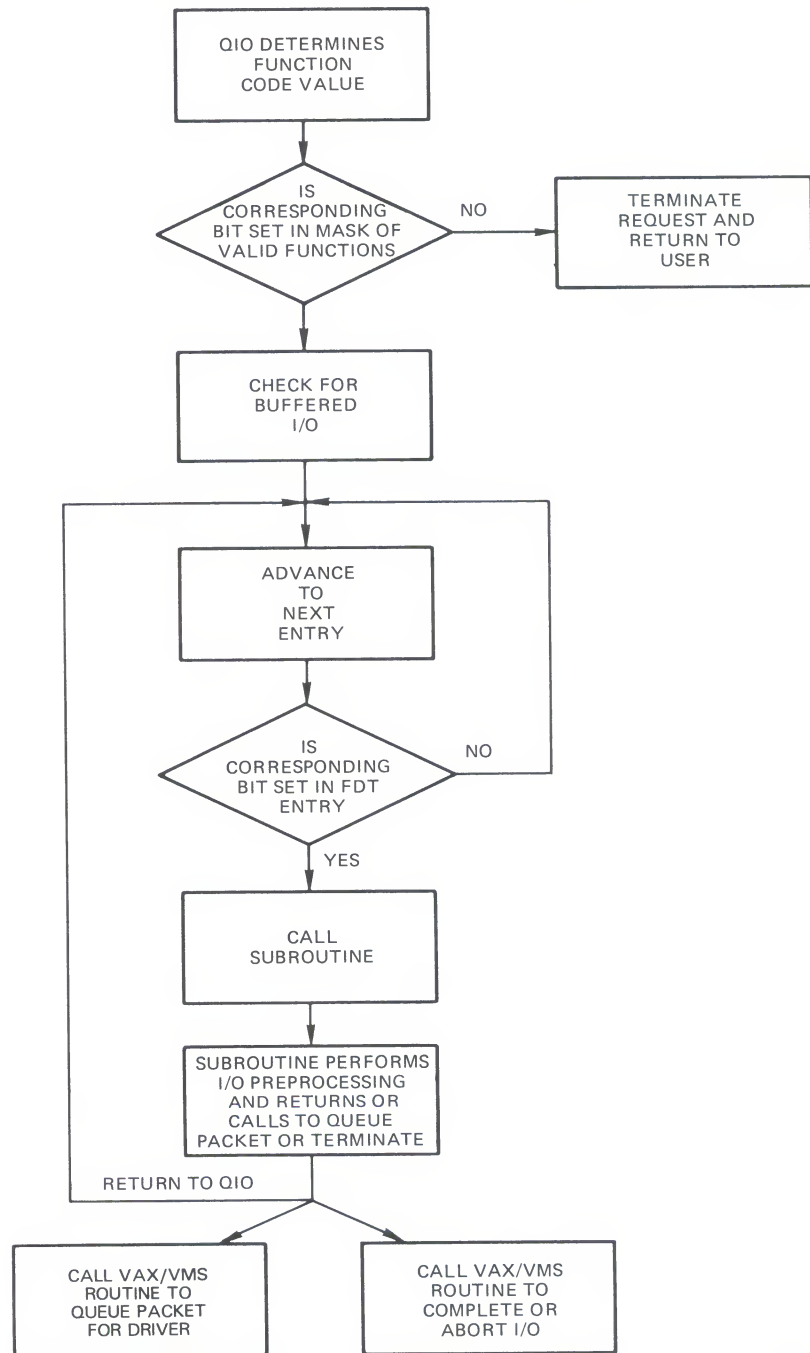 QIO DETERMINES
FUNCTION
CODE VALUE
IS
CORRESPONDING
BIT SET IN MASK OF
VALID FUNCTIONS
NO
TERMINATE
REQUEST AND
RETURN TO
USER
CHECK FOR
BUFFERED
I/O
ADVANCE
TO
NEXT
ENTRY
IS
CORRESPONDING
BIT SET IN FDT
ENTRY
NO
YES
CALL
SUBROUTINE
SUBROUTINE PERFORMS
I/O PREPROCESSING
AND RETURNS OR
CALLS TO QUEUE
PACKET OR TERMINATE
RETURN TO QIO
CALL VAX/VMS
ROUTINE TO
QUEUE PACKET
FOR DRIVER
CALL VAX/VMS
ROUTINE TO
COMPLETE OR
ABORT I/O